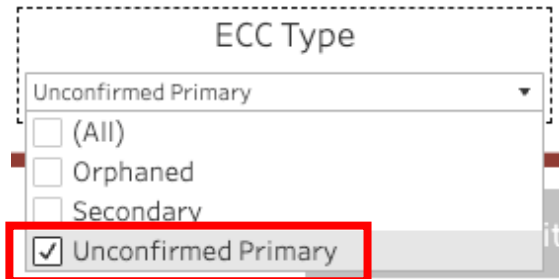 ECC Type
Unconfirmed Primary
(All)
Orphaned
Secondary
Unconfirmed Primary